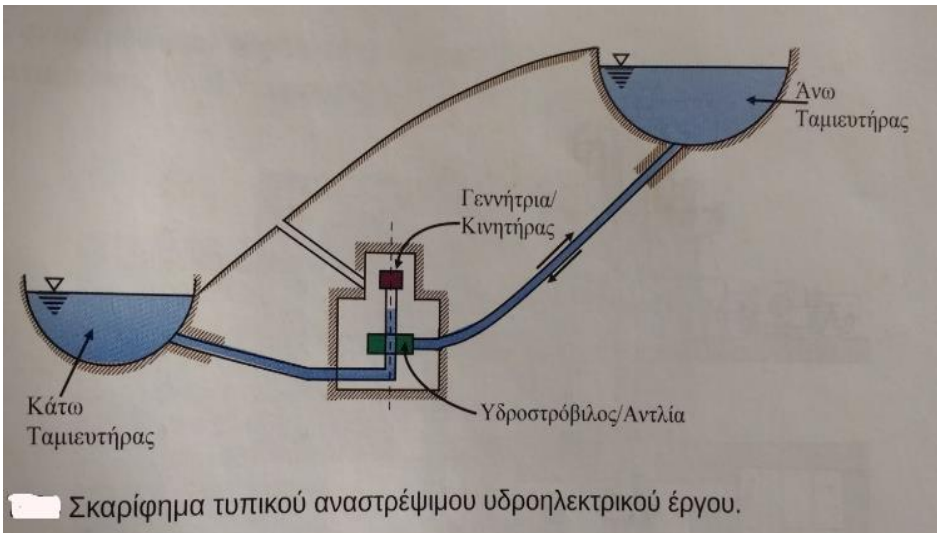 Άνω
Ταμιευτήρας
Γεννήτρια/
Κινητήρας
Κάτω
Ταμιευτήρας
Υδροστρόβιλος/Αντλία
Σκαρίφημα τυπικού αναστρέψιμου υδροηλεκτρικού έργου.